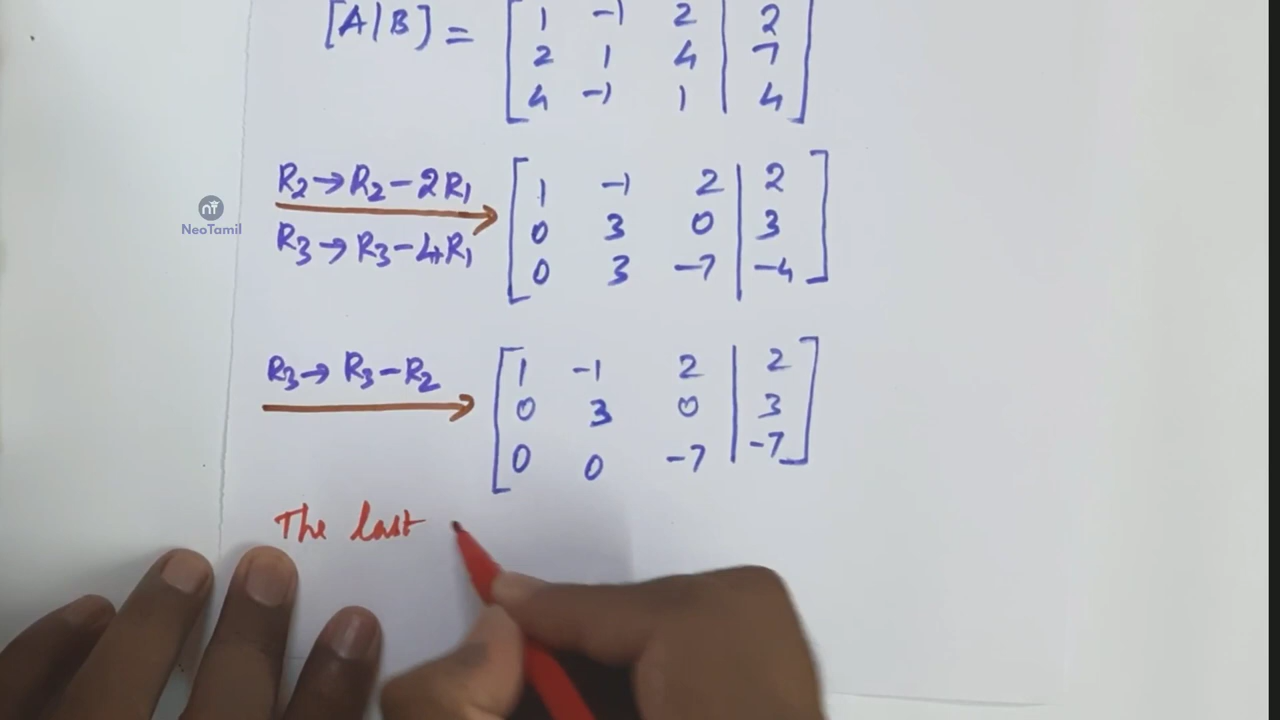 [A|B] = [1 -1 2 | 2]
[2 1 4 | 7]
[4 -1 1 | 4]
R2→R2-2R1
R3→R3-4R1
[1 -1 2 | 2]
[0 3 0 | 3]
[0 3 -7 | -4]
NeoTamil
R3→ R3-R2
[1 -1 2 | 2]
[0 3 0 | 3]
[0 0 -7 | -7]
The last